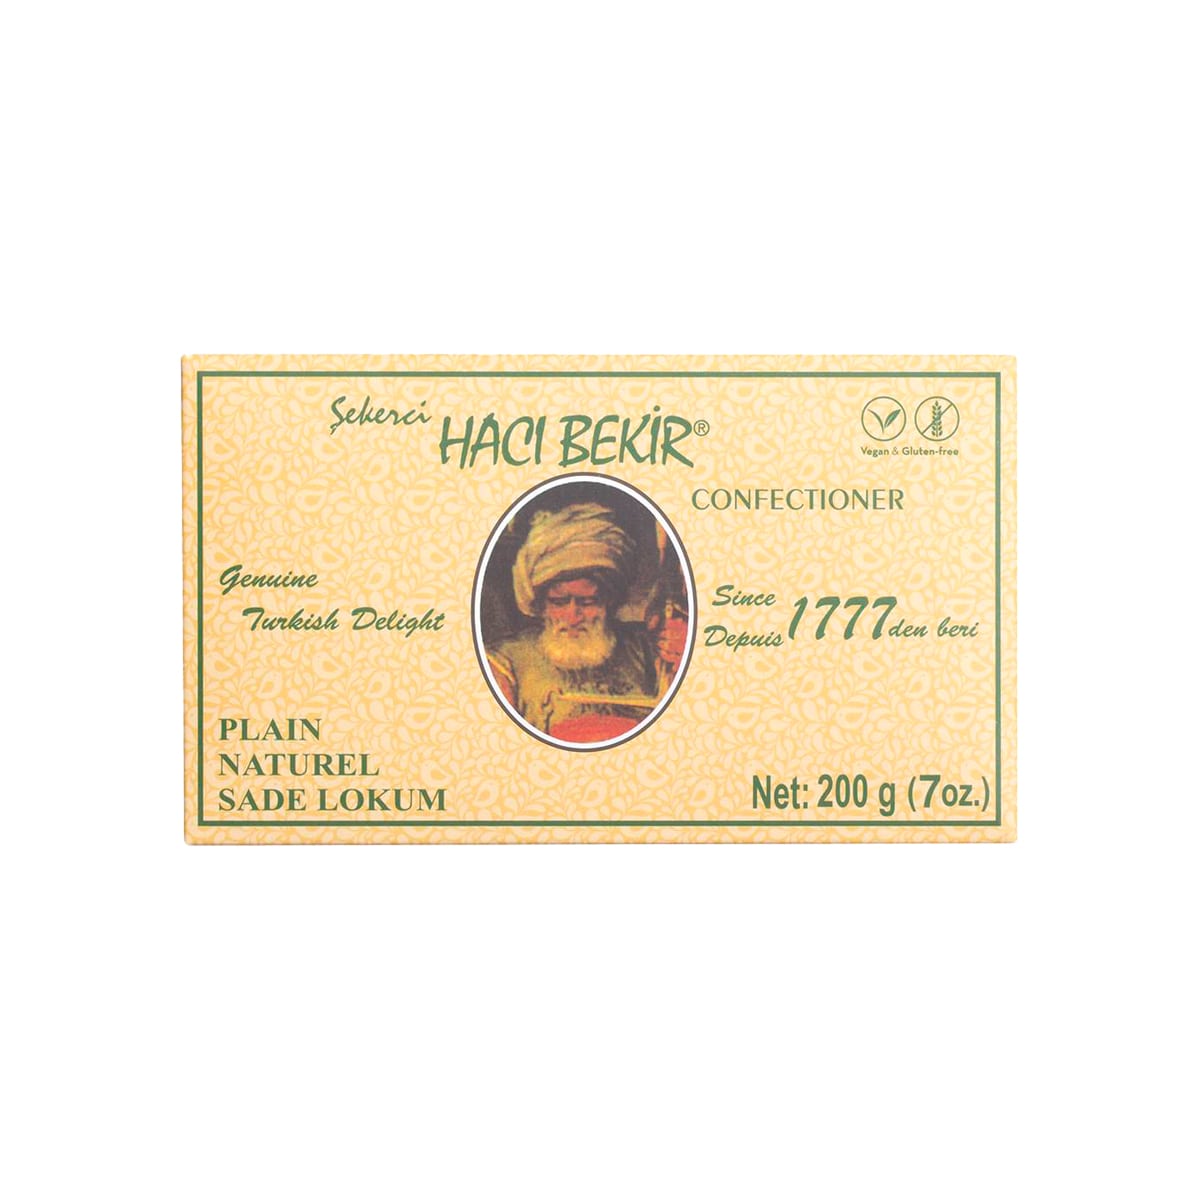 Şekerci
HACI BEKİR®
CONFECTIONER
Vegan & Gluten-free
Genuine
Turkish Delight
Since
Depuis 1777 den beri
PLAIN
NATUREL
SADE LOKUM
Net: 200 g (7oz.)